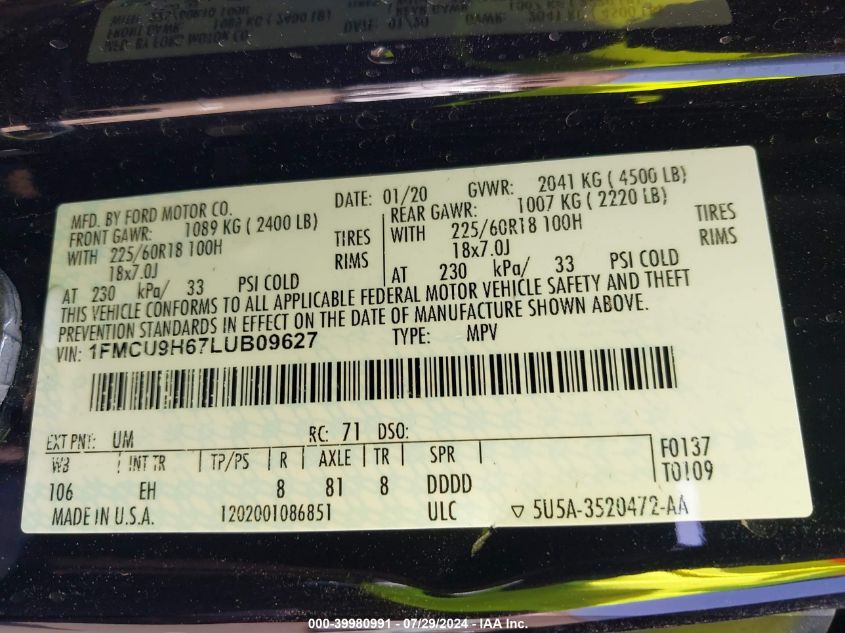 MFD. BY FORD MOTOR CO. DATE: 01/20 GVWR: 2041 KG ( 4500 LB)
FRONT GAWR: 1089 KG ( 2400 LB) REAR GAWR: 1007 KG ( 2220 LB)
WITH 225/60R18 100H TIRES WITH 225/60R18 100H TIRES
18x7.0J RIMS 18x7.0J RIMS
AT 230 kPa/ 33 PSI COLD AT 230 kPa/ 33 PSI COLD
THIS VEHICLE CONFORMS TO ALL APPLICABLE FEDERAL MOTOR VEHICLE SAFETY AND THEFT
PREVENTION STANDARDS IN EFFECT ON THE DATE OF MANUFACTURE SHOWN ABOVE.
VIN: 1FMCU9H67LUB09627 TYPE: MPV
EXT PNT: UM RC: 71 DSO:
WB INT TR TP/PS R AXLE TR SPR F0137
106 EH 8 81 8 DDDD T0109
MADE IN U.S.A. 1202001086851 ULC ▽ 5U5A-3520472-AA
000-39980991 - 07/29/2024 - IAA Inc.